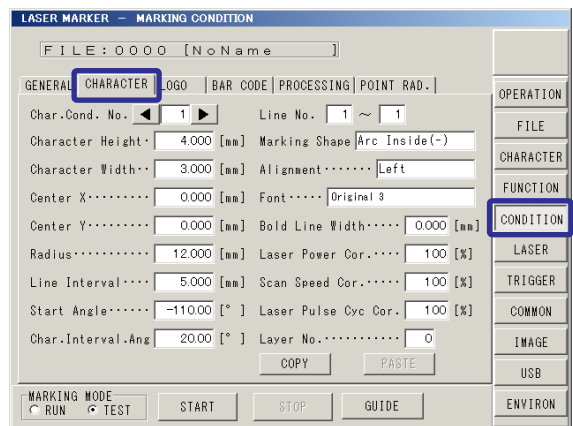 LASER MARKER － MARKING CONDITION
FILE:0000 [NoName ]
GENERAL CHARACTER LOGO BAR CODE PROCESSING POINT RAD.
Char.Cond. No. ◀ 1 ▶ Line No. 1 ～ 1
Character Height· 4.000 [mm] Marking Shape Arc Inside(-)
Character Width·· 3.000 [mm] Alignment······· Left
Center X········· 0.000 [mm] Font····· Original 3
Center Y········· 0.000 [mm] Bold Line Width····· 0.000 [mm]
Radius··········· 12.000 [mm] Laser Power Cor.···· 100 [%]
Line Interval···· 5.000 [mm] Scan Speed Cor.····· 100 [%]
Start Angle······ -110.00 [° ] Laser Pulse Cyc Cor. 100 [%]
Char.Interval.Ang 20.00 [° ] Layer No.··········· 0
COPY PASTE
MARKING MODE
RUN TEST START STOP GUIDE
OPERATION
FILE
CHARACTER
FUNCTION
CONDITION
LASER
TRIGGER
COMMON
IMAGE
USB
ENVIRON